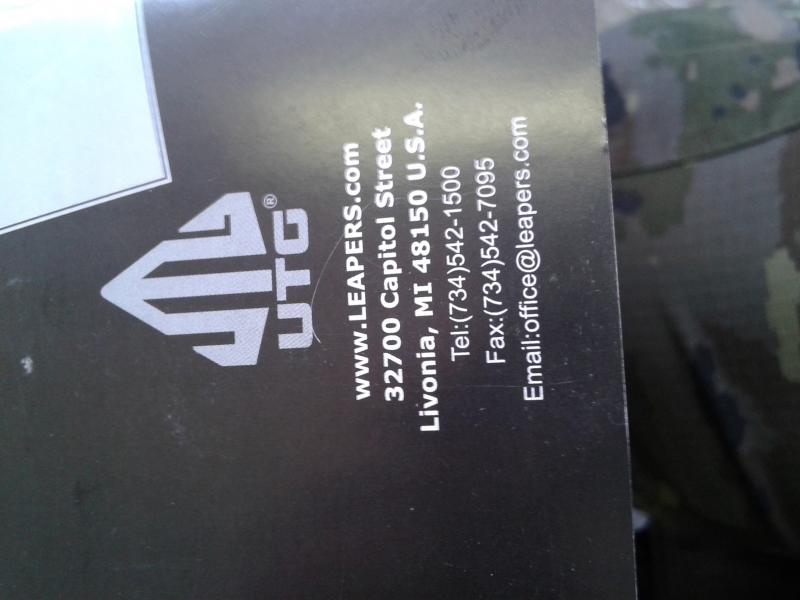 UTG®
www.LEAPERS.com
32700 Capitol Street
Livonia, MI 48150 U.S.A.
Tel:(734)542-1500
Fax:(734)542-7095
Email:office@leapers.com